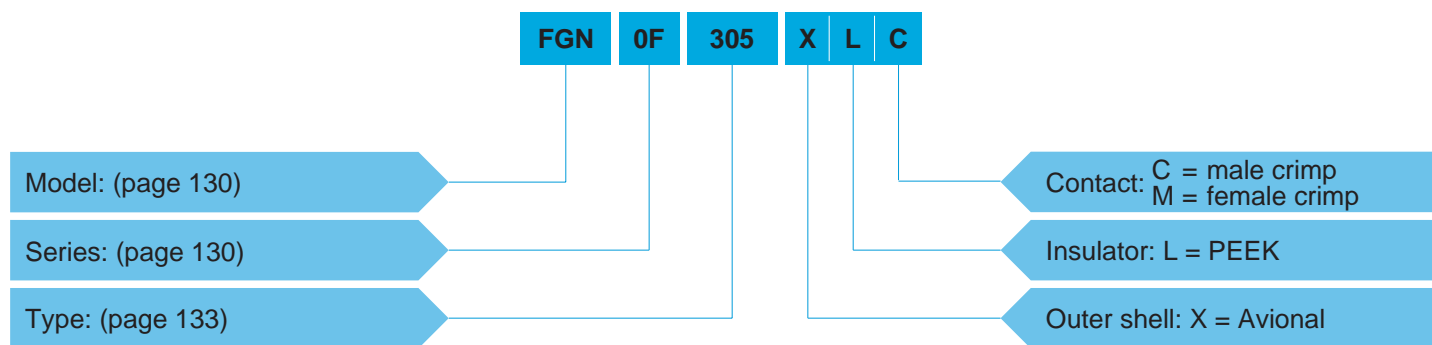 FGN 0F 305 X L C
Model: (page 130)
Series: (page 130)
Type: (page 133)
Contact: C = male crimp
M = female crimp
Insulator: L = PEEK
Outer shell: X = Avional